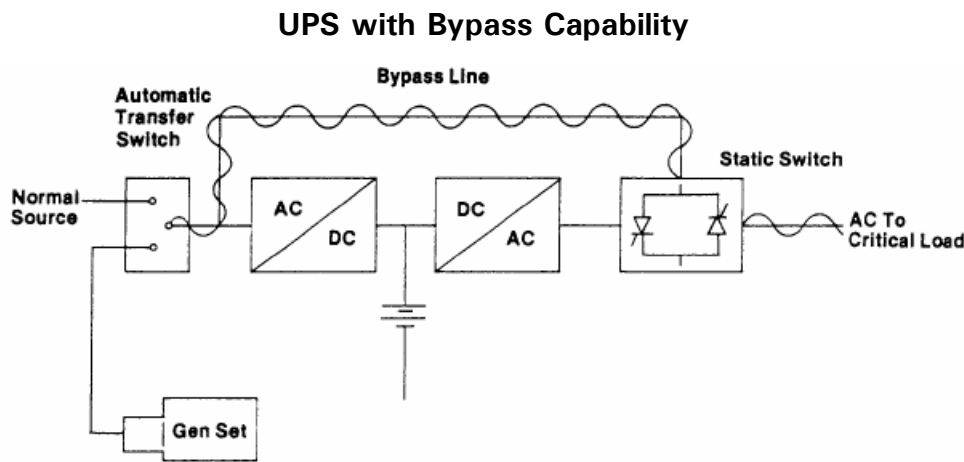 UPS with Bypass Capability
Bypass Line
Automatic
Transfer
Switch
Static Switch
Normal
Source
AC
DC
DC
AC
AC To
Critical Load
Gen Set